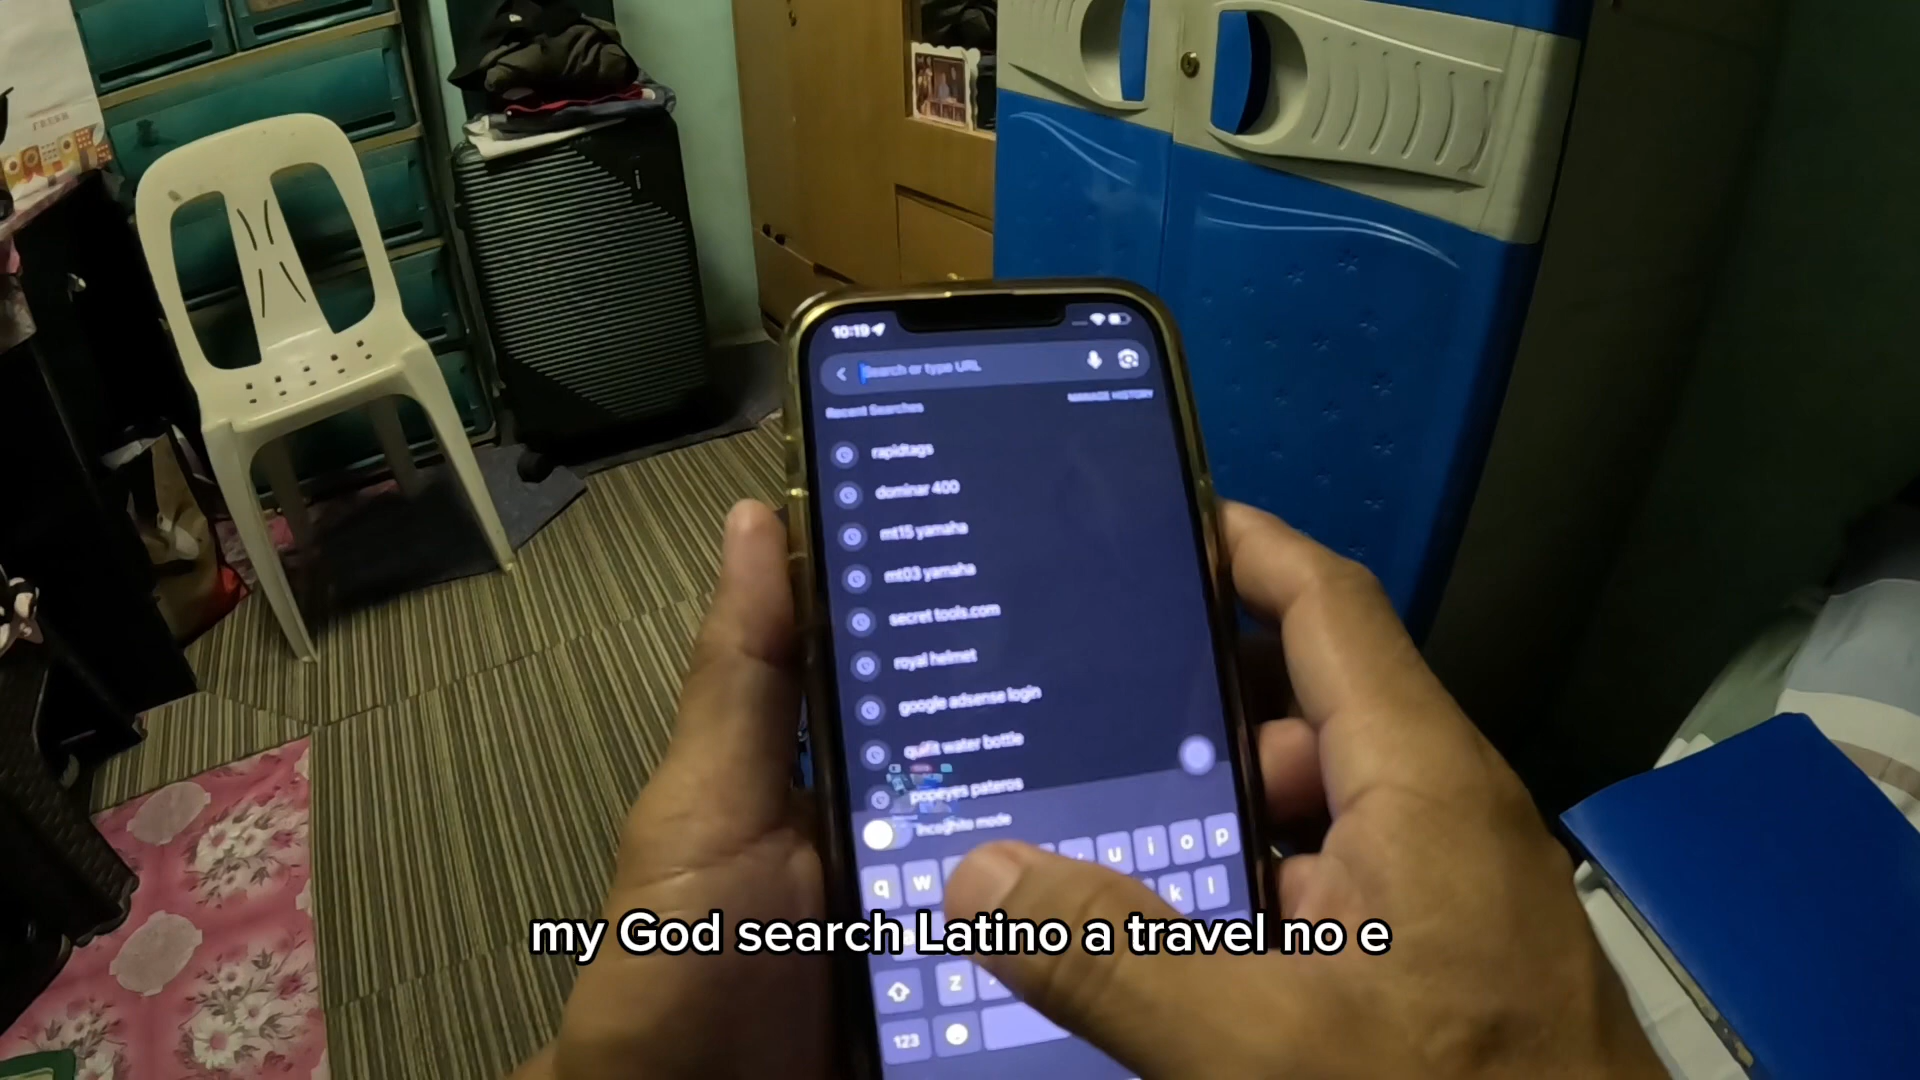 10:19
Search or type URL
Recent Searches
MANAGE HISTORY
rapidtags
dominar 400
mt15 yamaha
mt03 yamaha
secret tools.com
royal helmet
google adsense login
quifit water bottle
popeyes pateros
Incognito mode
u i o p
q w
k l
my God search Latino a travel no e
z
123